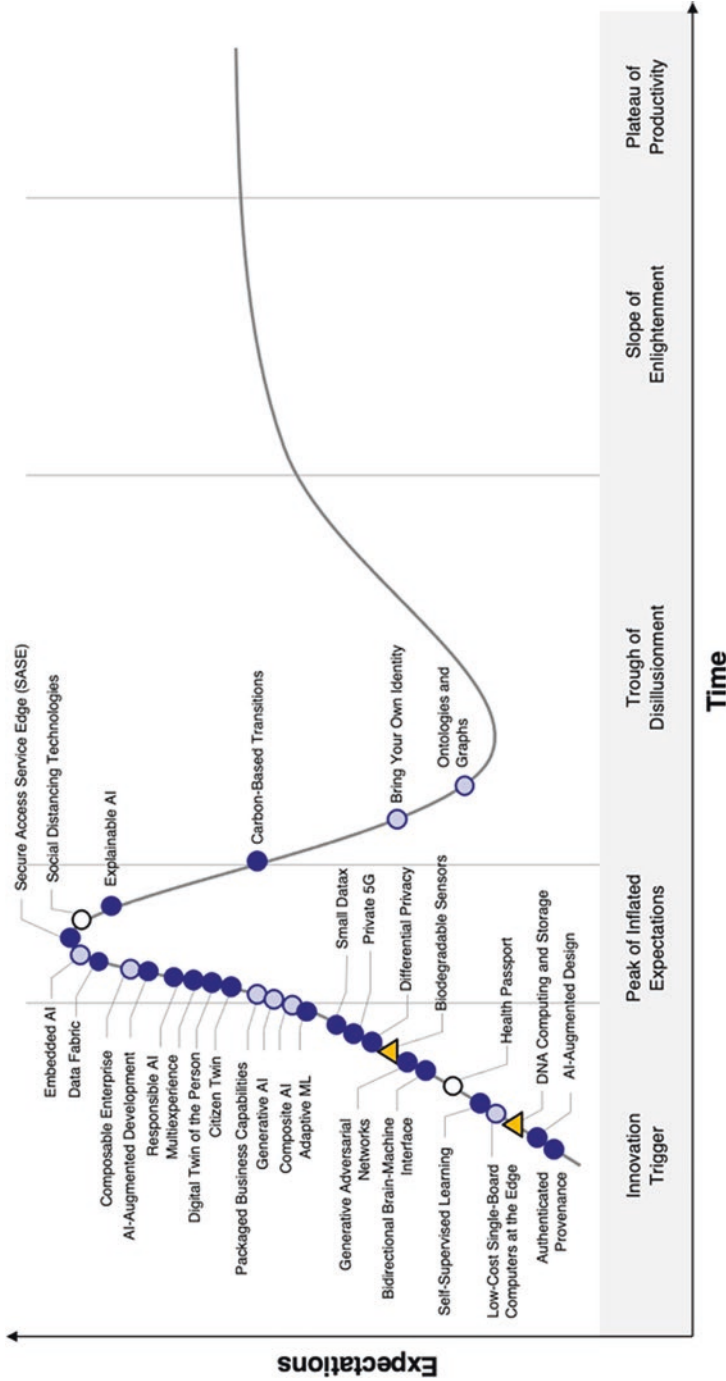 Expectations
Secure Access Service Edge (SASE)
Social Distancing Technologies
Explainable AI
Embedded AI
Data Fabric
Composable Enterprise
AI-Augmented Development
Responsible AI
Multiexperience
Digital Twin of the Person
Citizen Twin
Packaged Business Capabilities
Generative AI
Composite AI
Adaptive ML
Generative Adversarial
Networks
Bidirectional Brain-Machine
Interface
Self-Supervised Learning
Low-Cost Single-Board
Computers at the Edge
Authenticated
Provenance
Carbon-Based Transitions
Small Datax
Private 5G
Differential Privacy
Biodegradable Sensors
Health Passport
DNA Computing and Storage
AI-Augmented Design
Bring Your Own Identity
Ontologies and
Graphs
Innovation
Trigger
Peak of Inflated
Expectations
Trough of
Disillusionment
Slope of
Enlightenment
Plateau of
Productivity
Time